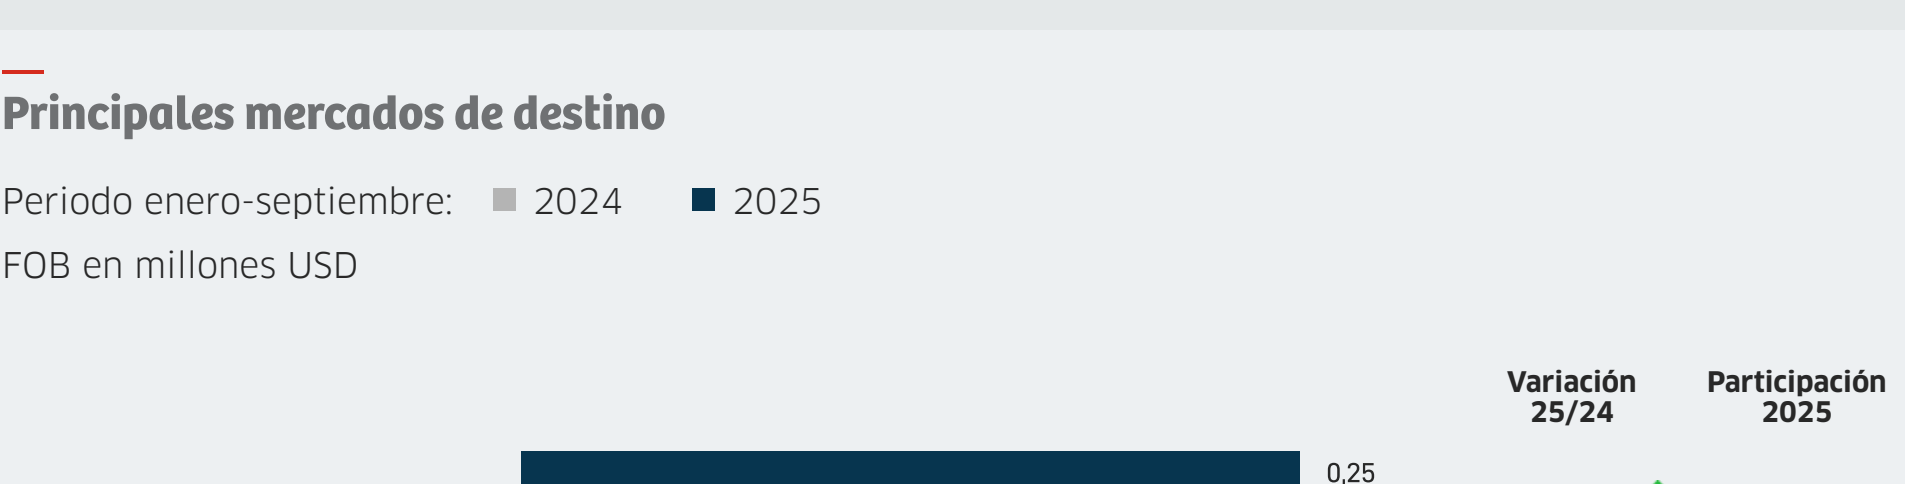 Principales mercados de destino
Periodo enero-septiembre: 2024 2025
FOB en millones USD
Variación 25/24
Participación 2025
0,25